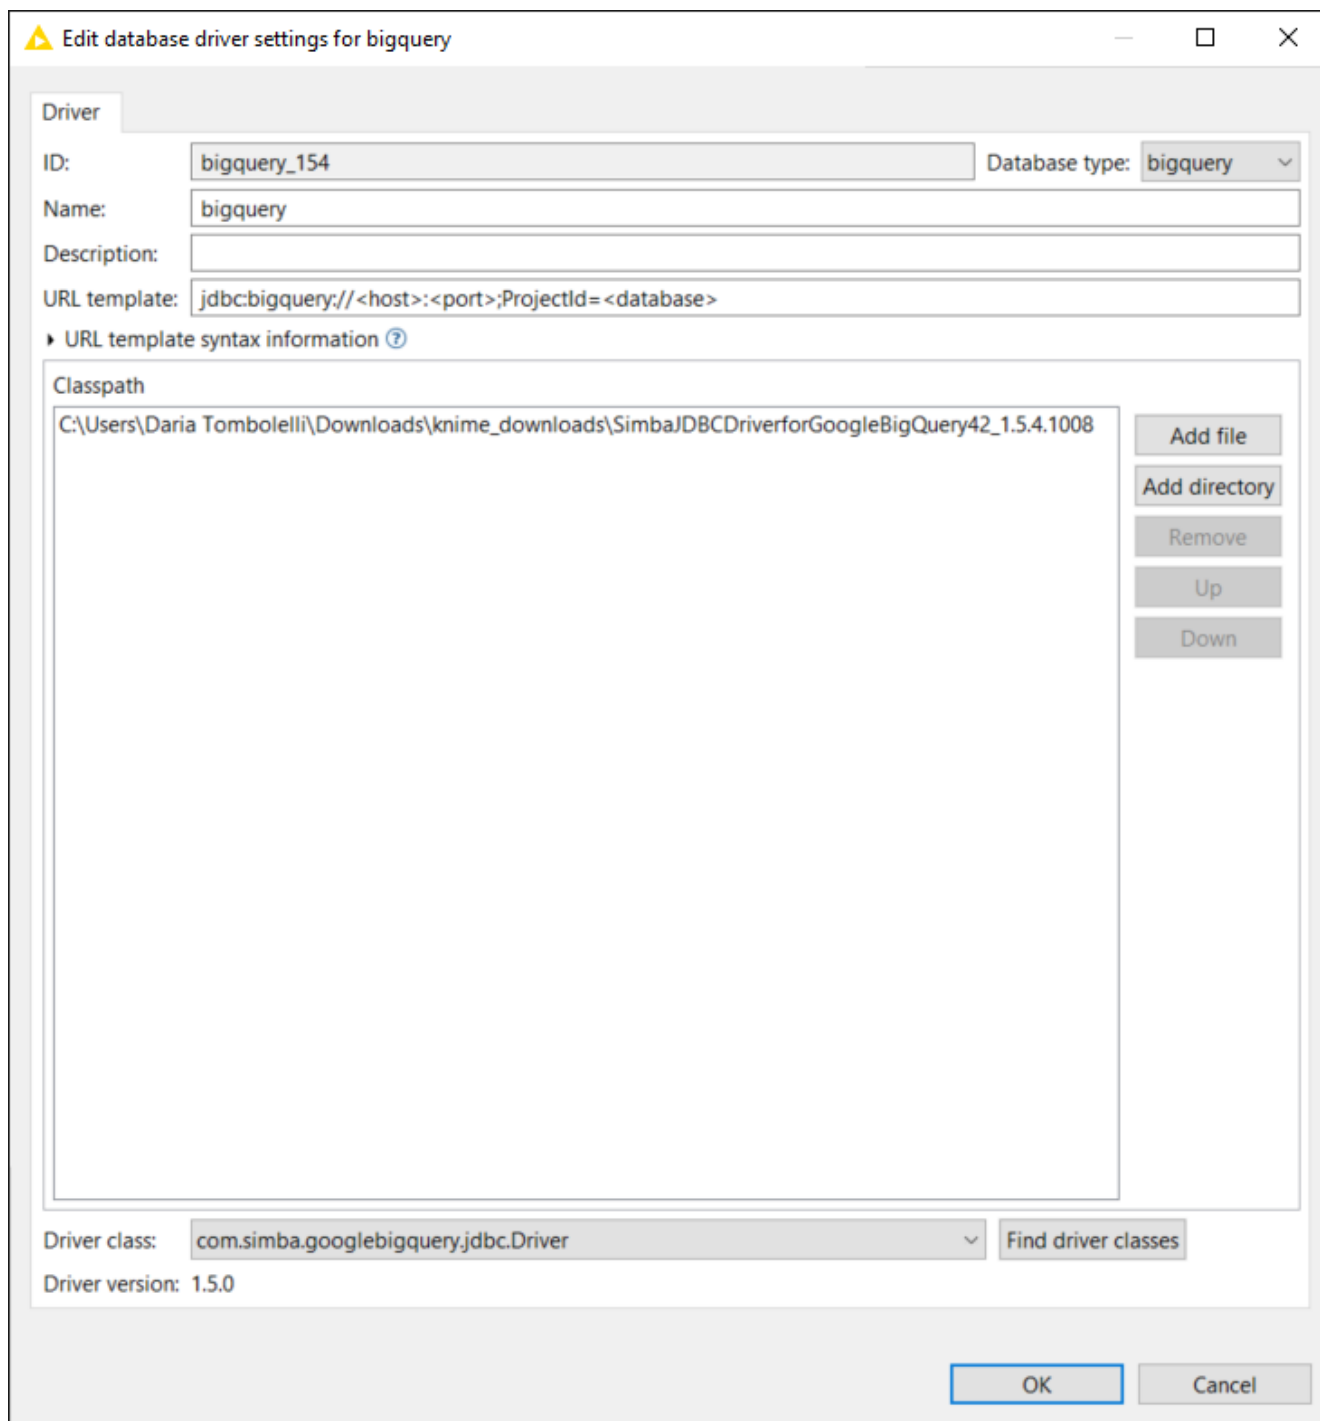 Edit database driver settings for bigquery
Driver
ID: bigquery_154 Database type: bigquery
Name: bigquery
Description:
URL template: jdbc:bigquery://<host>:<port>;ProjectId=<database>
URL template syntax information ?
Classpath
C:\Users\Daria Tombolelli\Downloads\knime_downloads\SimbaJDBCDriverforGoogleBigQuery42_1.5.4.1008
Add file
Add directory
Remove
Up
Down
Driver class: com.simba.googlebigquery.jdbc.Driver Find driver classes
Driver version: 1.5.0
OK Cancel